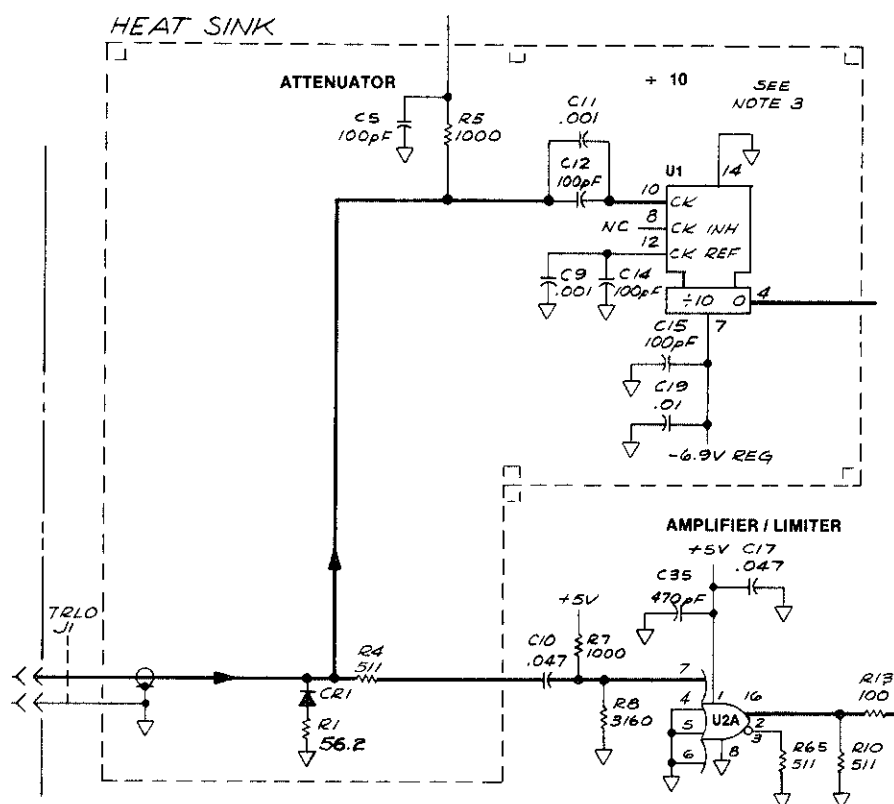 HEAT SINK
ATTENUATOR
÷ 10
SEE
NOTE 3
C5
100pF
R5
1000
C11
.001
C12
100pF
U1
14
10
CK
NC
8
CK INH
12
CK REF
C9
.001
C14
100pF
÷10
0
4
7
C15
100pF
C19
.01
-6.9V REG
AMPLIFIER / LIMITER
+5V
C17
.047
C35
470pF
+5V
R7
1000
C10
.047
TRLO
J1
R4
511
CR1
R1
56.2
R8
3160
7
4
5
6
1
16
U2A
2
3
8
R13
100
R65
511
R10
511